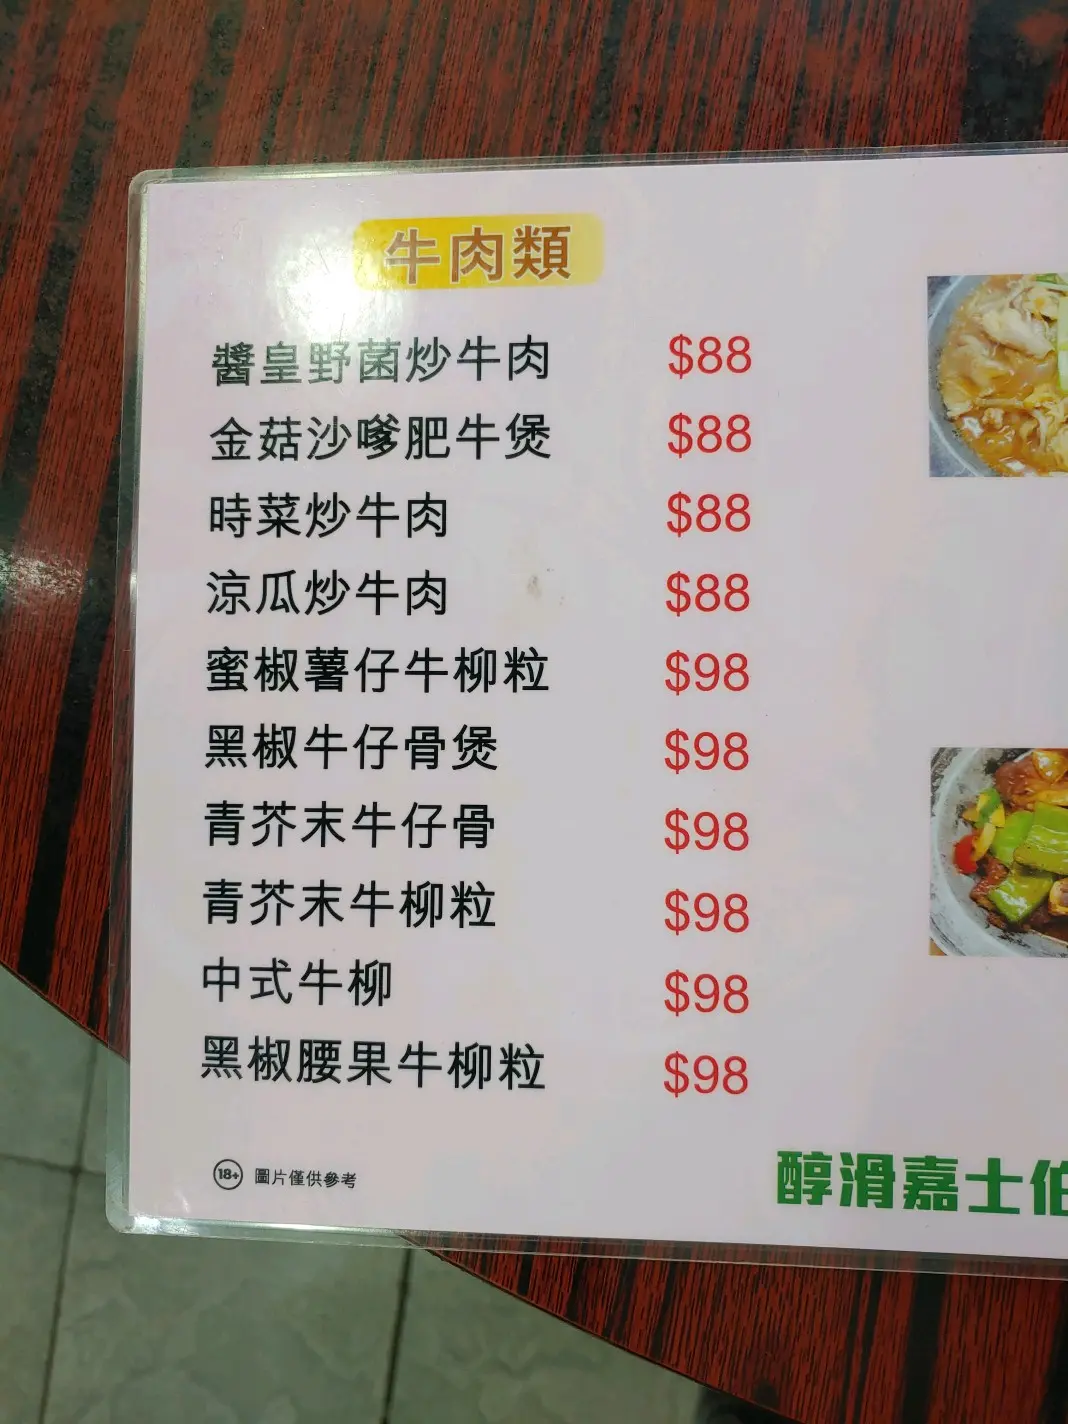 牛肉類
醬皇野菌炒牛肉 $88
金菇沙嗲肥牛煲 $88
時菜炒牛肉 $88
涼瓜炒牛肉 $88
蜜椒薯仔牛柳粒 $98
黑椒牛仔骨煲 $98
青芥末牛仔骨 $98
青芥末牛柳粒 $98
中式牛柳 $98
黑椒腰果牛柳粒 $98
18+ 圖片僅供參考
醇滑嘉士伯